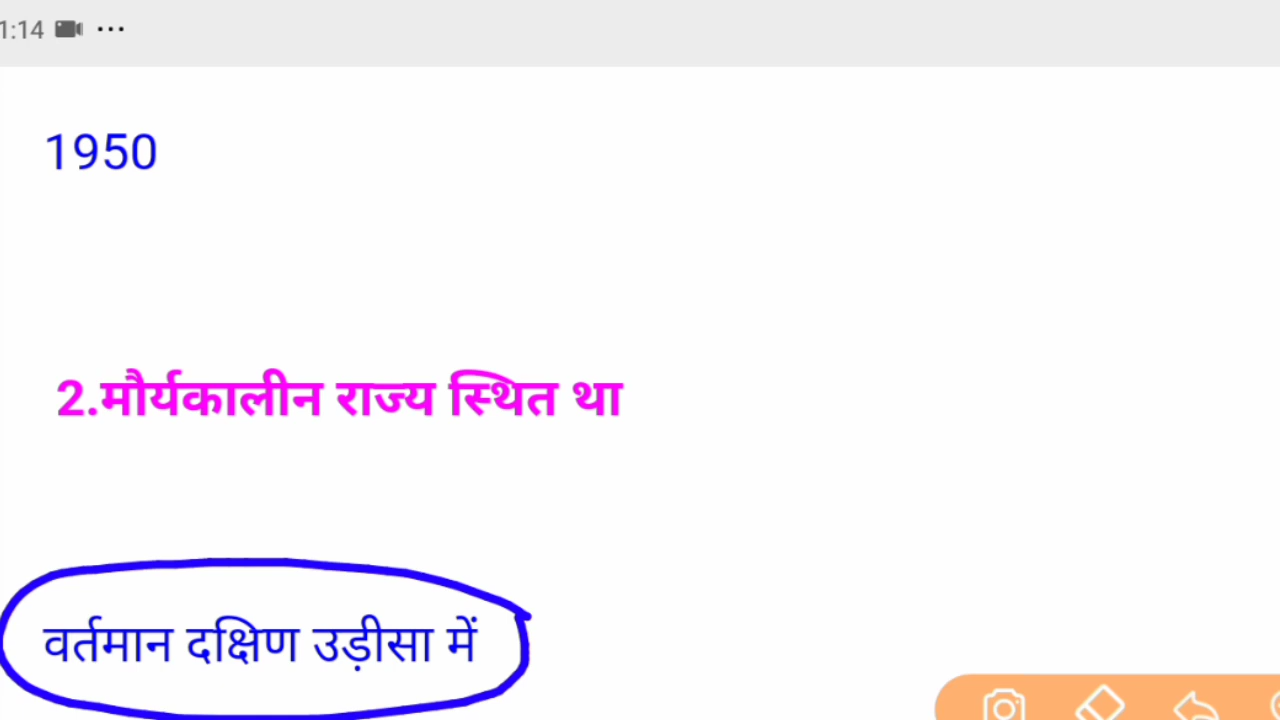 1:14
1950
2.मौर्यकालीन राज्य स्थित था
वर्तमान दक्षिण उड़ीसा में